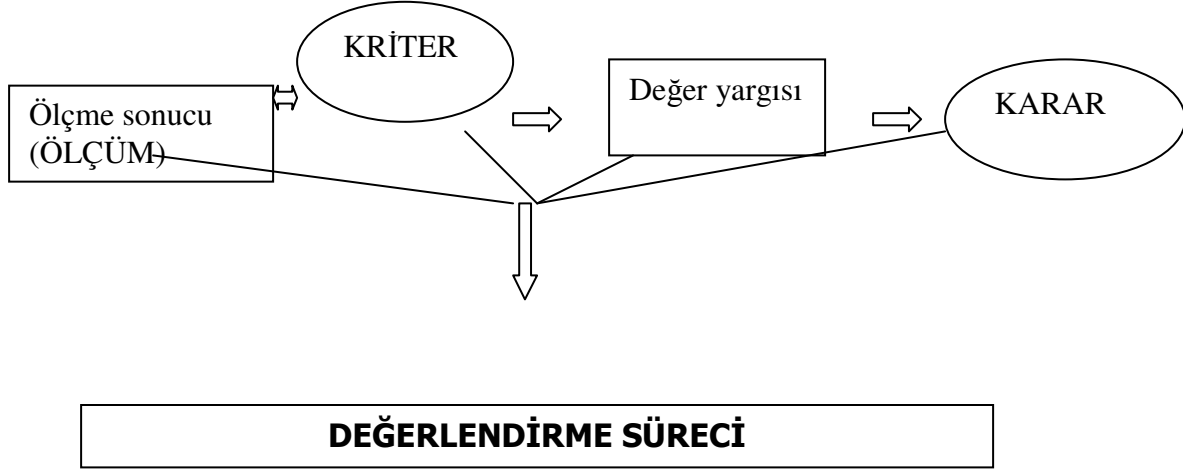 KRİTER
Ölçme sonucu
(ÖLÇÜM)
Değer yargısı
KARAR
DEĞERLENDİRME SÜRECİ